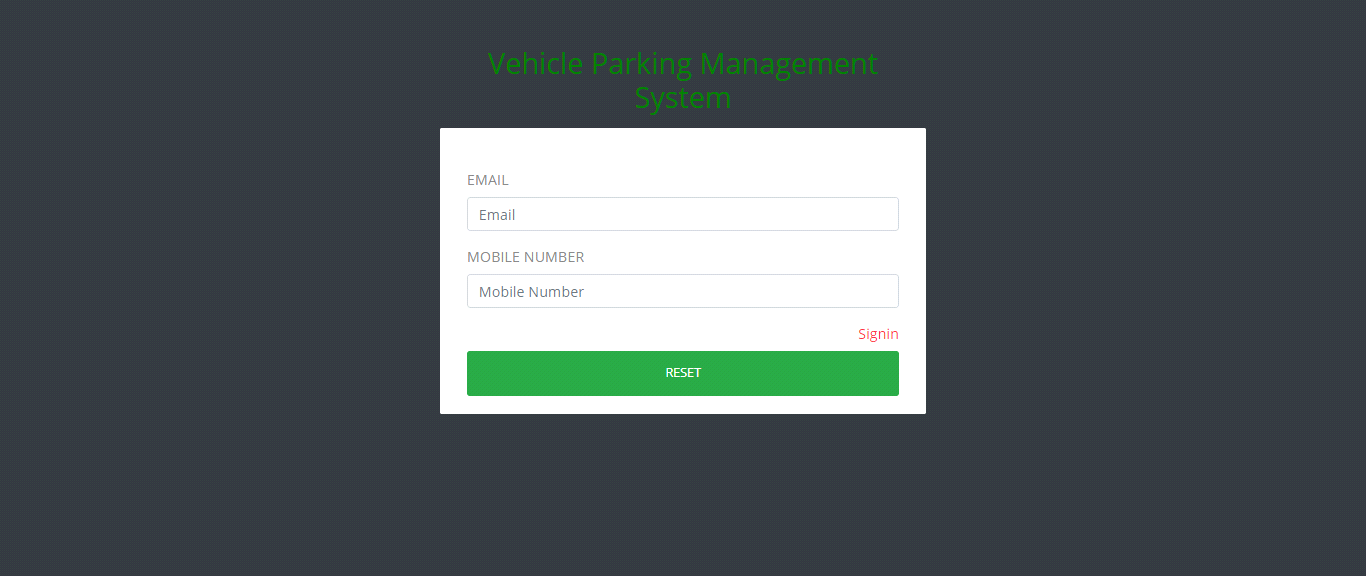 Vehicle Parking Management
System
EMAIL
Email
MOBILE NUMBER
Mobile Number
Signin
RESET